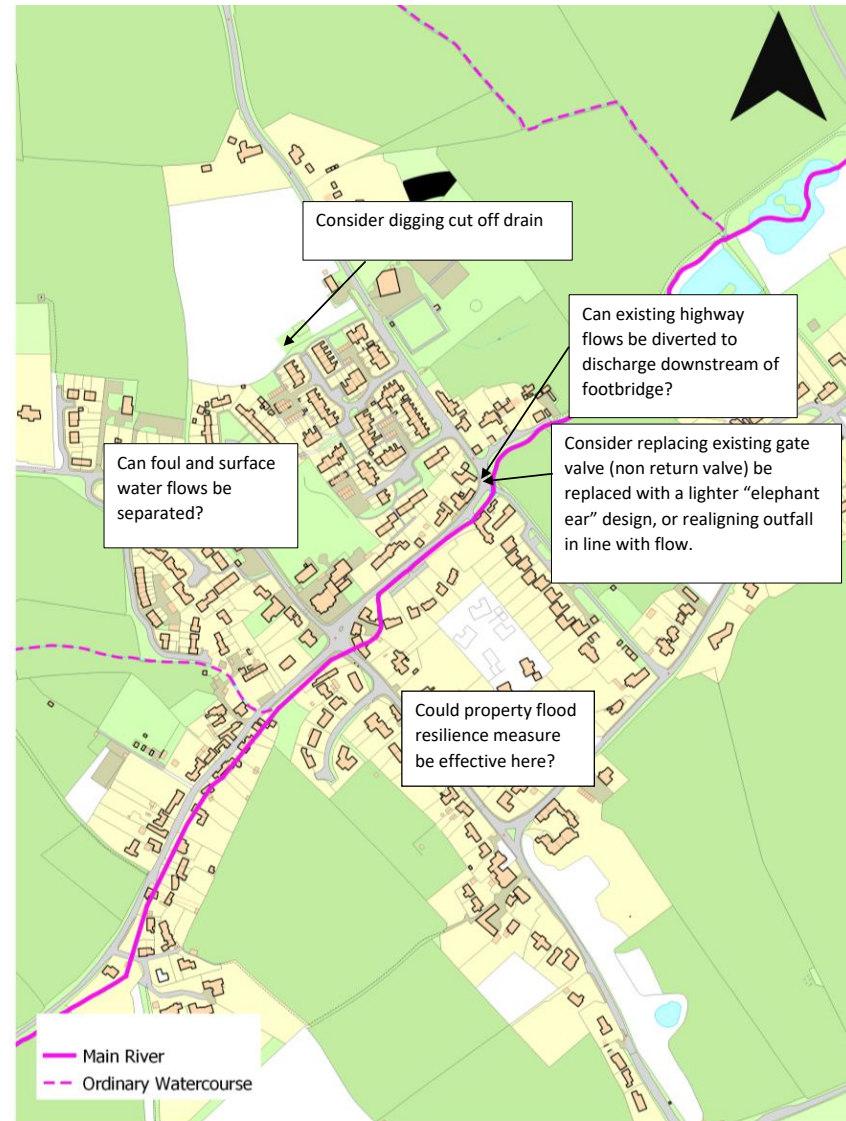 Consider digging cut off drain
Can existing highway
flows be diverted to
discharge downstream of
footbridge?
Consider replacing existing gate
valve (non return valve) be
replaced with a lighter “elephant
ear” design, or realigning outfall
in line with flow.
Can foul and surface
water flows be
separated?
Could property flood
resilience measure
be effective here?
Main River
Ordinary Watercourse